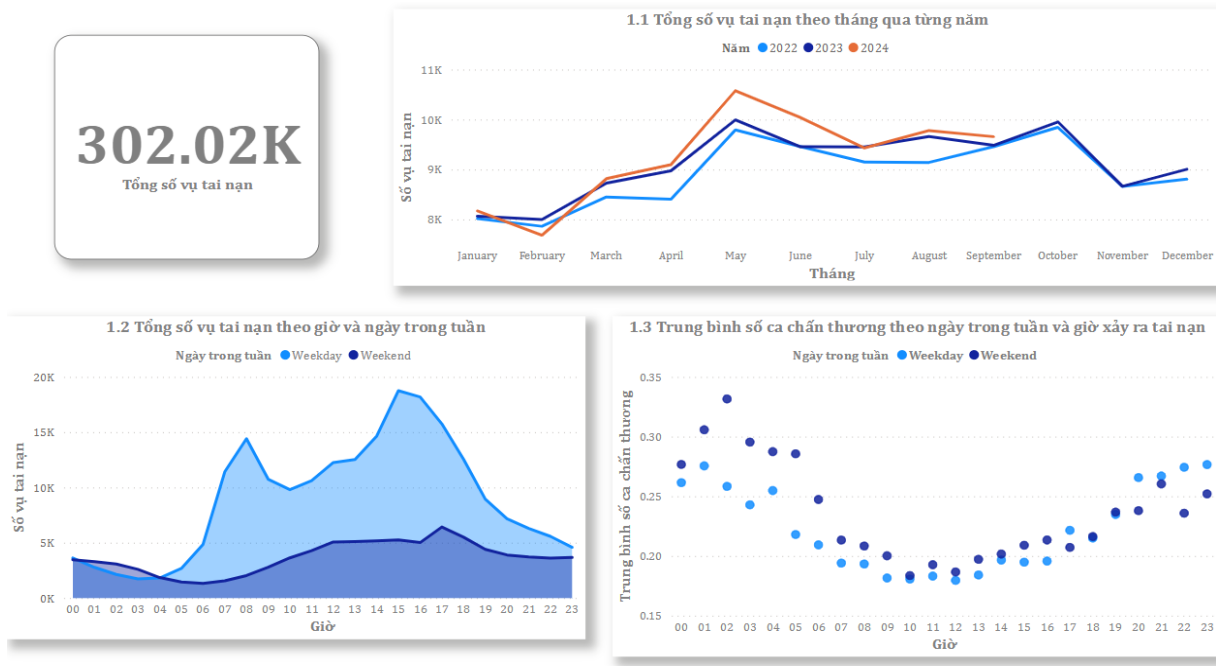 302.02K
Tổng số vụ tai nạn
1.1 Tổng số vụ tai nạn theo tháng qua từng năm
Năm 2022 2023 2024
11K
10K
9K
8K
Số vụ tai nạn
January February March April May June July August September October November December
Tháng
1.2 Tổng số vụ tai nạn theo giờ và ngày trong tuần
Ngày trong tuần Weekday Weekend
20K
15K
10K
5K
0K
Số vụ tai nạn
00 01 02 03 04 05 06 07 08 09 10 11 12 13 14 15 16 17 18 19 20 21 22 23
Giờ
1.3 Trung bình số ca chấn thương theo ngày trong tuần và giờ xảy ra tai nạn
Ngày trong tuần Weekday Weekend
0.35
0.30
0.25
0.20
0.15
Trung bình số ca chấn thương
00 01 02 03 04 05 06 07 08 09 10 11 12 13 14 15 16 17 18 19 20 21 22 23
Giờ